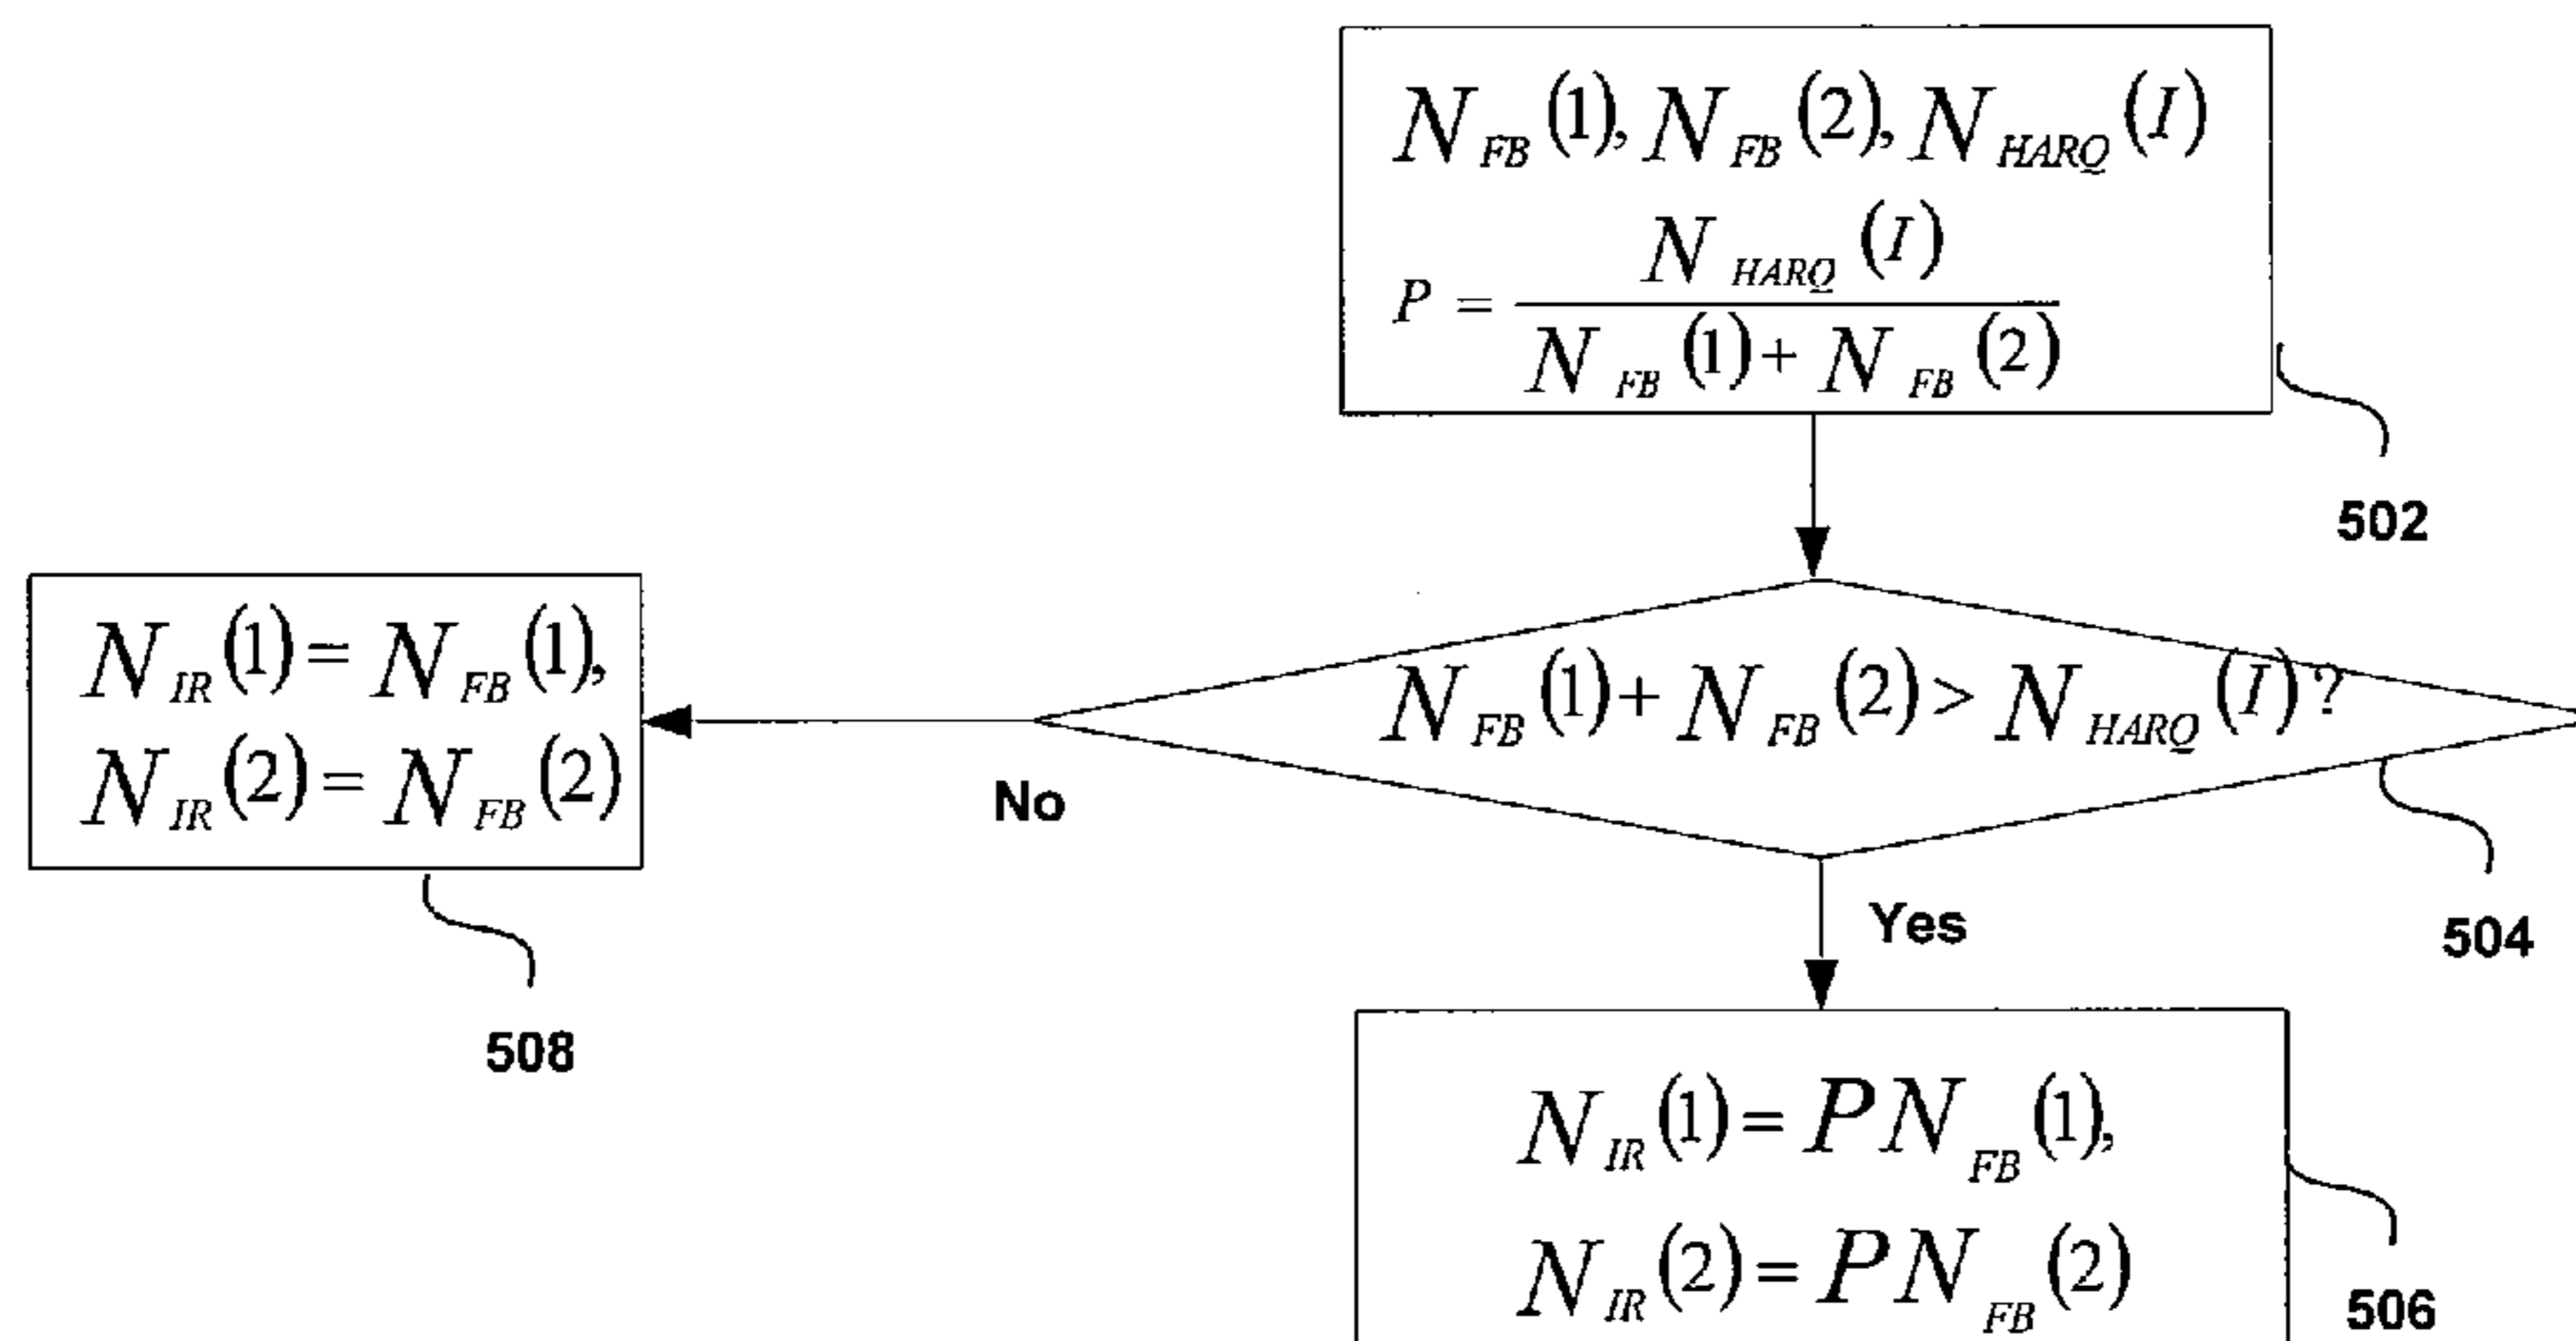 N_FB(1), N_FB(2), N_HARQ(I)
P = N_HARQ(I) / N_FB(1) + N_FB(2)
502
N_FB(1) + N_FB(2) > N_HARQ(I) ?
504
No
N_IR(1) = N_FB(1),
N_IR(2) = N_FB(2)
508
Yes
N_IR(1) = PN_FB(1),
N_IR(2) = PN_FB(2)
506